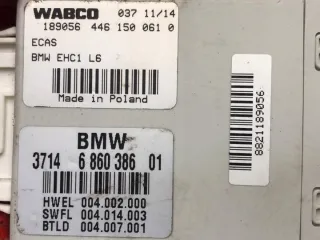 WABCO 037 11/14
189056 446 150 061 0
ECAS
BMW EHC1 L6
Made in Poland
BMW
3714 6 860 386 01
HWEL 004.002.000
SWFL 004.014.003
BTLD 004.007.001
8821189056